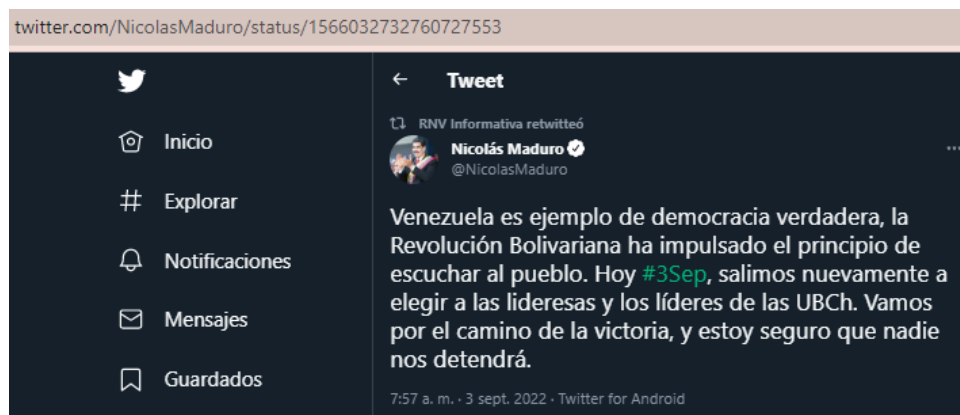 twitter.com/NicolasMaduro/status/1566032732760727553
Inicio
Explorar
Notificaciones
Mensajes
Guardados
Tweet
RNV Informativa retwitteó
Nicolás Maduro
@NicolasMaduro
Venezuela es ejemplo de democracia verdadera, la
Revolución Bolivariana ha impulsado el principio de
escuchar al pueblo. Hoy #3Sep, salimos nuevamente a
elegir a las lideresas y los líderes de las UBCh. Vamos
por el camino de la victoria, y estoy seguro que nadie
nos detendrá.
7:57 a. m. · 3 sept. 2022 · Twitter for Android